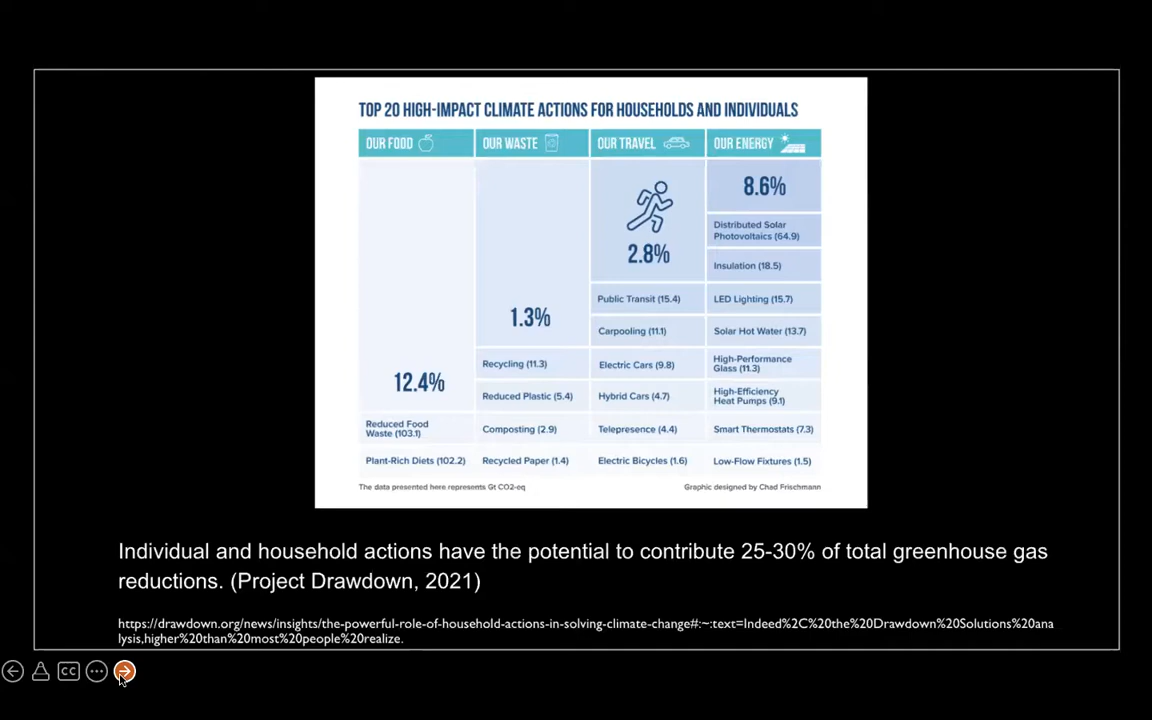 TOP 20 HIGH-IMPACT CLIMATE ACTIONS FOR HOUSEHOLDS AND INDIVIDUALS
OUR FOOD
OUR WASTE
OUR TRAVEL
OUR ENERGY
12.4%
Reduced Food
Waste (103.1)
Plant-Rich Diets (102.2)
1.3%
Recycling (11.3)
Reduced Plastic (5.4)
Composting (2.9)
Recycled Paper (1.4)
2.8%
Public Transit (15.4)
Carpooling (11.1)
Electric Cars (9.8)
Hybrid Cars (4.7)
Telepresence (4.4)
Electric Bicycles (1.6)
8.6%
Distributed Solar
Photovoltaics (64.9)
Insulation (18.5)
LED Lighting (15.7)
Solar Hot Water (13.7)
High-Performance
Glass (11.3)
High-Efficiency
Heat Pumps (9.1)
Smart Thermostats (7.3)
Low-Flow Fixtures (1.5)
The data presented here represents Gt CO2-eq
Graphic designed by Chad Frischmann
Individual and household actions have the potential to contribute 25-30% of total greenhouse gas
reductions. (Project Drawdown, 2021)
https://drawdown.org/news/insights/the-powerful-role-of-household-actions-in-solving-climate-change#:~:text=Indeed%2C%20the%20Drawdown%20Solutions%20ana
lysis,higher%20than%20most%20people%20realize.
CC